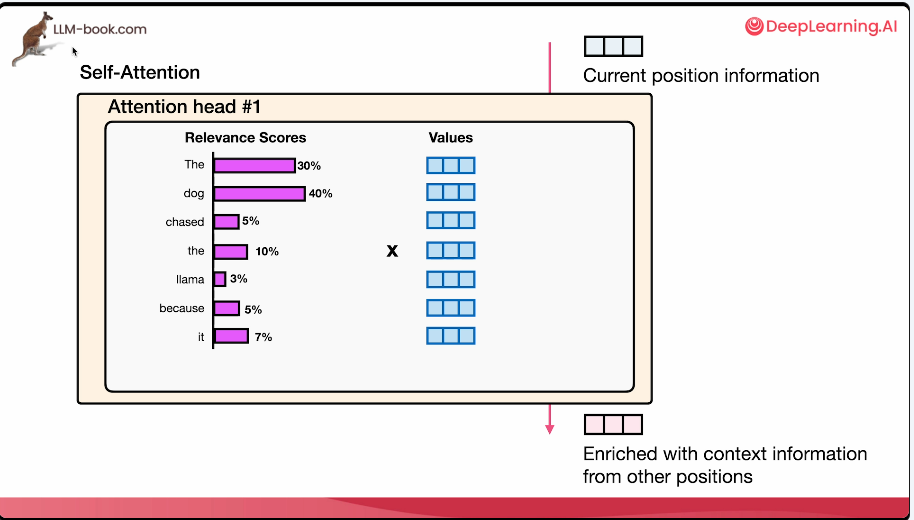 LLM-book.com
DeepLearning.AI
Self-Attention
Current position information
Attention head #1
Relevance Scores
Values
The 30%
dog 40%
chased 5%
the 10%
x
llama 3%
because 5%
it 7%
Enriched with context information
from other positions